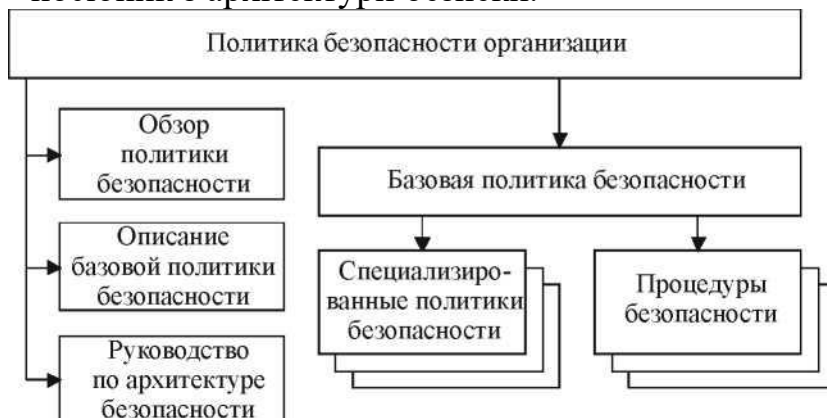 Политика безопасности организации
Обзор
политики
безопасности
Базовая политика безопасности
Описание
базовой политики
безопасности
Специализиро-
ванные политики
безопасности
Процедуры
безопасности
Руководство
по архитектуре
безопасности